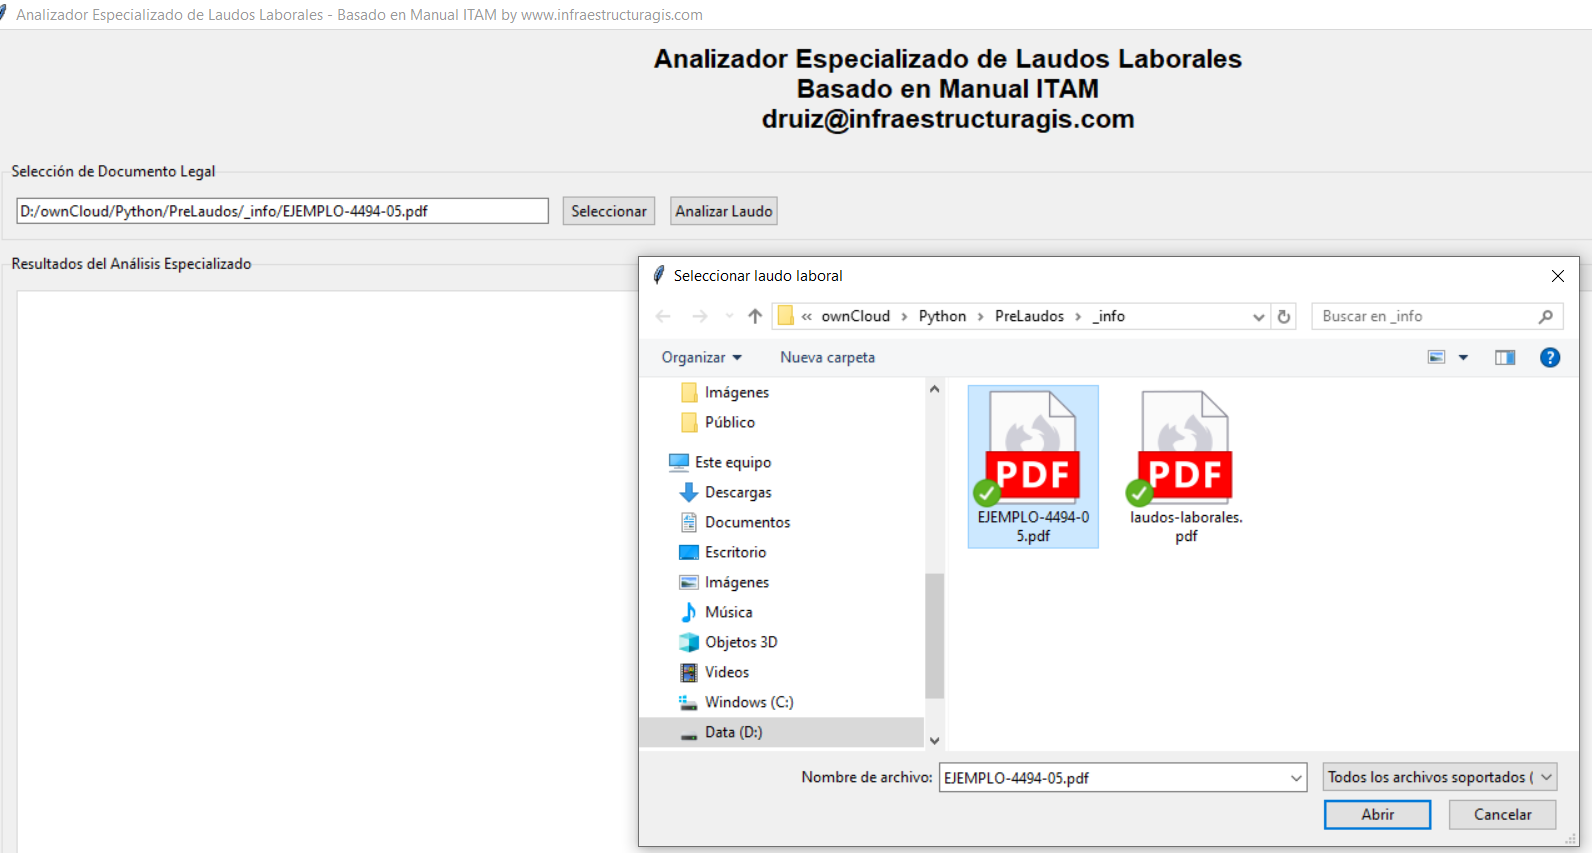 Analizador Especializado de Laudos Laborales - Basado en Manual ITAM by www.infraestructuragis.com
Analizador Especializado de Laudos Laborales
Basado en Manual ITAM
druiz@infraestructuragis.com
Selección de Documento Legal
D:/ownCloud/Python/PreLaudos/_info/EJEMPLO-4494-05.pdf
Seleccionar
Analizar Laudo
Resultados del Análisis Especializado
Seleccionar laudo laboral
« ownCloud › Python › PreLaudos › _info
Buscar en _info
Organizar
Nueva carpeta
?
Imágenes
Público
Este equipo
Descargas
Documentos
Escritorio
Imágenes
Música
Objetos 3D
Videos
Windows (C:)
Data (D:)
PDF
EJEMPLO-4494-0
5.pdf
PDF
laudos-laborales.
pdf
Nombre de archivo:
EJEMPLO-4494-05.pdf
Todos los archivos soportados (
Abrir
Cancelar